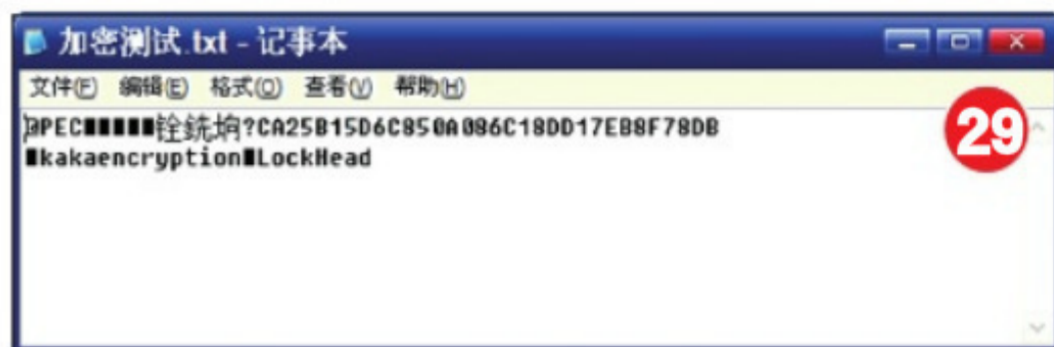 加密测试.txt - 记事本
文件(F) 编辑(E) 格式(O) 查看(V) 帮助(H)
PEC■■■■■铨銑垧?CA25B15D6C850A086C18DD17EB8F78DB
■kakaencryption■LockHead
29